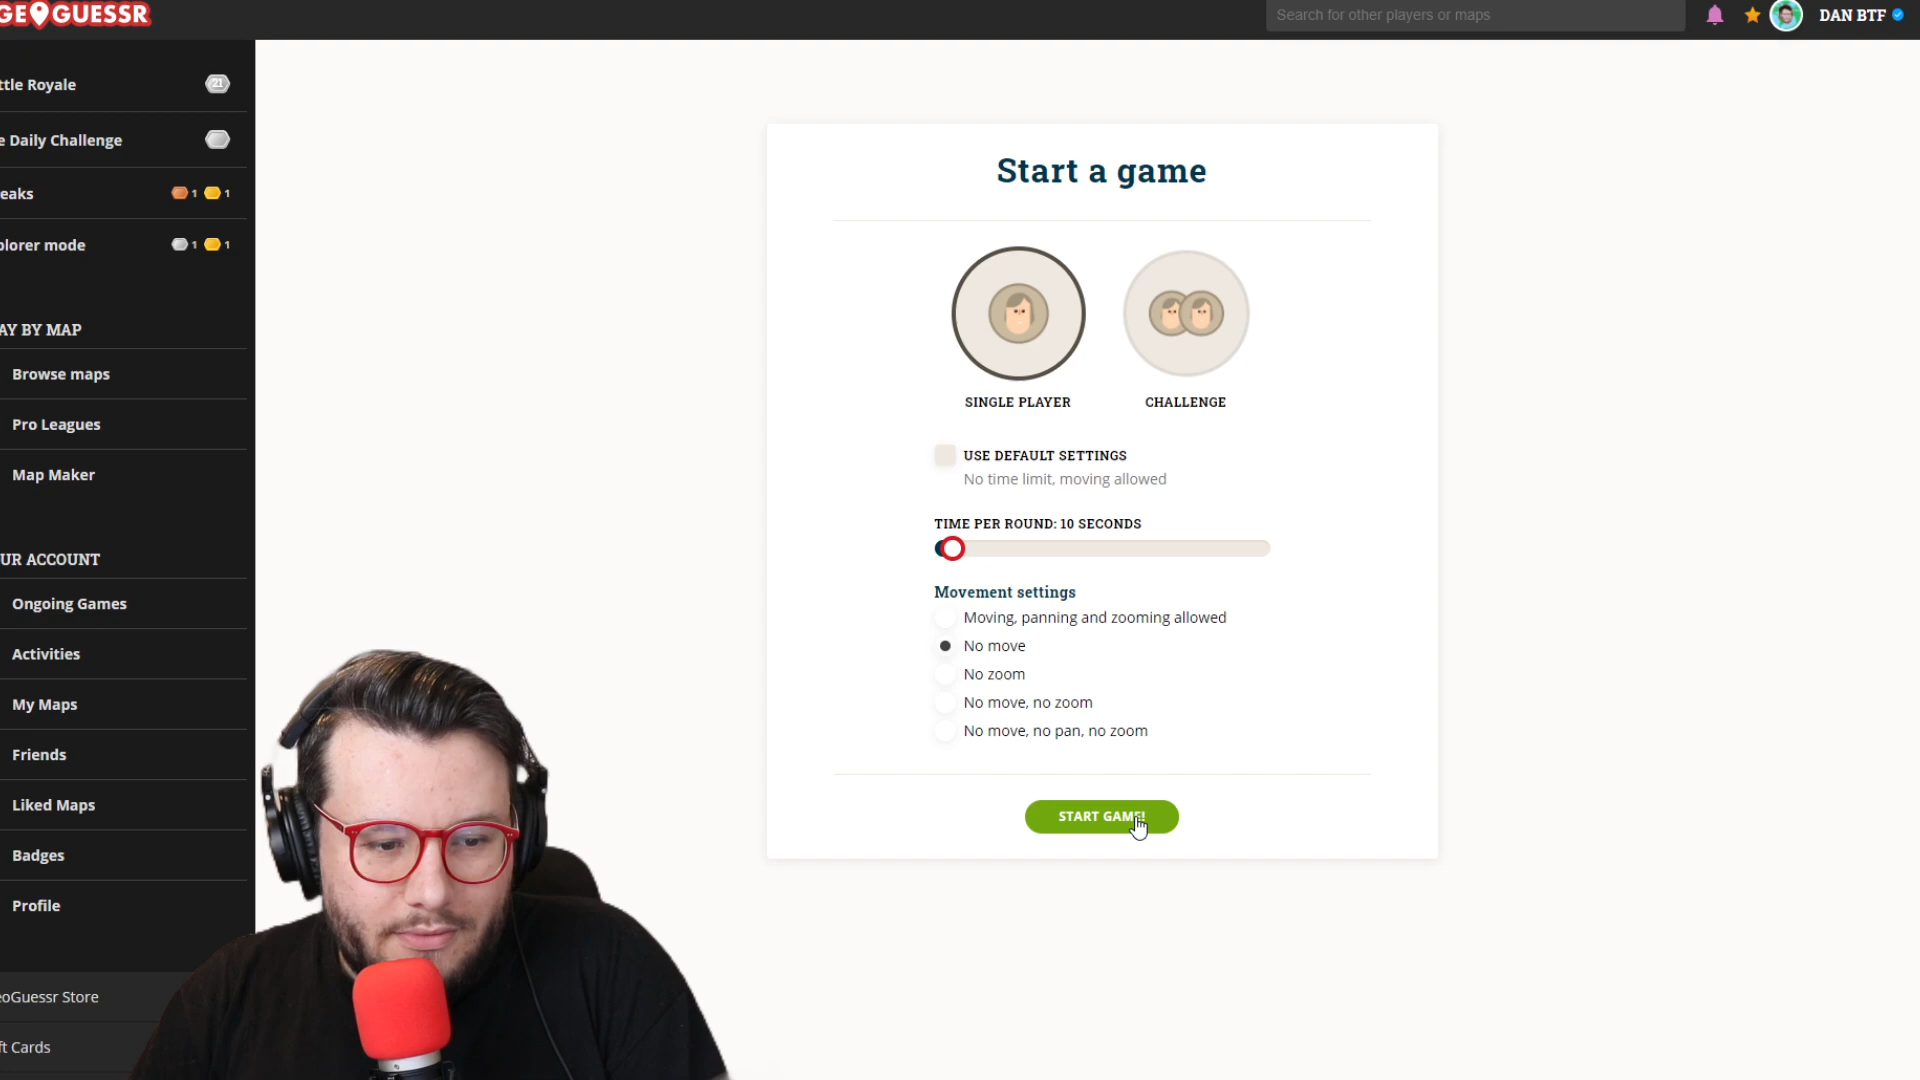 GEOGUESSR
Search for other players or maps
DAN BTF
ttle Royale
21
e Daily Challenge
eaks
1
1
plorer mode
1
1
AY BY MAP
Browse maps
Pro Leagues
Map Maker
UR ACCOUNT
Ongoing Games
Activities
My Maps
Friends
Liked Maps
Badges
Profile
eoGuessr Store
ft Cards
Start a game
SINGLE PLAYER
CHALLENGE
USE DEFAULT SETTINGS
No time limit, moving allowed
TIME PER ROUND: 10 SECONDS
Movement settings
Moving, panning and zooming allowed
No move
No zoom
No move, no zoom
No move, no pan, no zoom
START GAME!